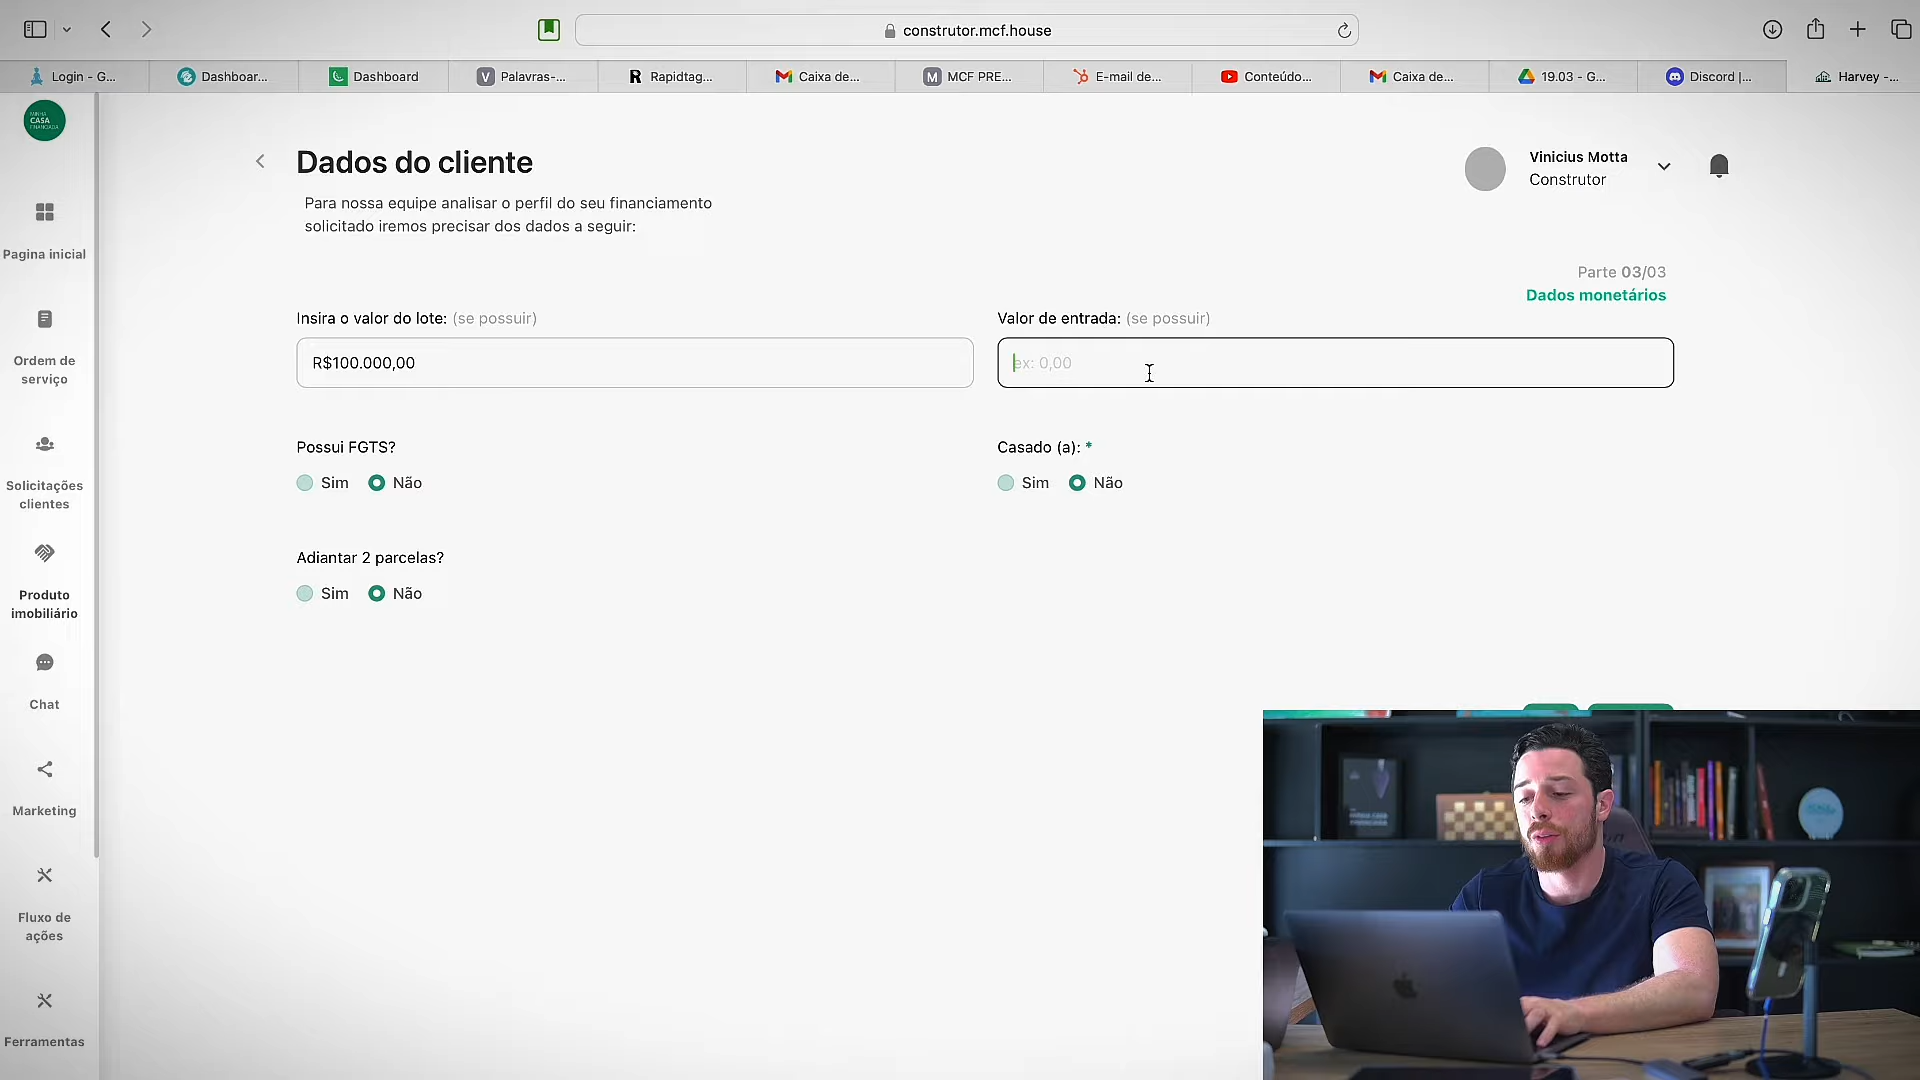 construtor.mcf.house
Login - G...
Dashboar...
Dashboard
Palavras-...
Rapidtag...
Caixa de...
MCF PRE...
E-mail de...
Conteúdo...
Caixa de...
19.03 - G...
Discord |...
Harvey -...
MINHA
CASA
FINANCIADA
Dados do cliente
Vinicius Motta
Construtor
Para nossa equipe analisar o perfil do seu financiamento
solicitado iremos precisar dos dados a seguir:
Pagina inicial
Parte 03/03
Dados monetários
Insira o valor do lote: (se possuir)
Valor de entrada: (se possuir)
R$100.000,00
ex: 0,00
Ordem de
serviço
Possui FGTS?
Casado (a): *
Sim
Não
Sim
Não
Solicitações
clientes
Adiantar 2 parcelas?
Sim
Não
Produto
imobiliário
Chat
Marketing
Fluxo de
ações
Ferramentas